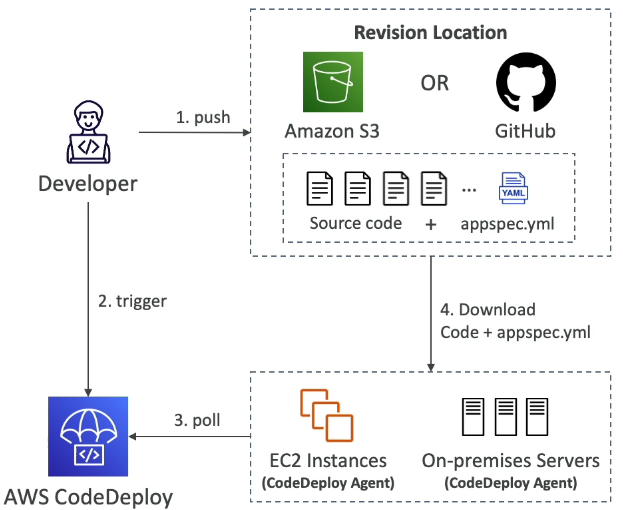 Revision Location
OR
Amazon S3
GitHub
1. push
Developer
</>
YAML
Source code + appspec.yml
2. trigger
4. Download
Code + appspec.yml
3. poll
</>
AWS CodeDeploy
EC2 Instances
(CodeDeploy Agent)
On-premises Servers
(CodeDeploy Agent)